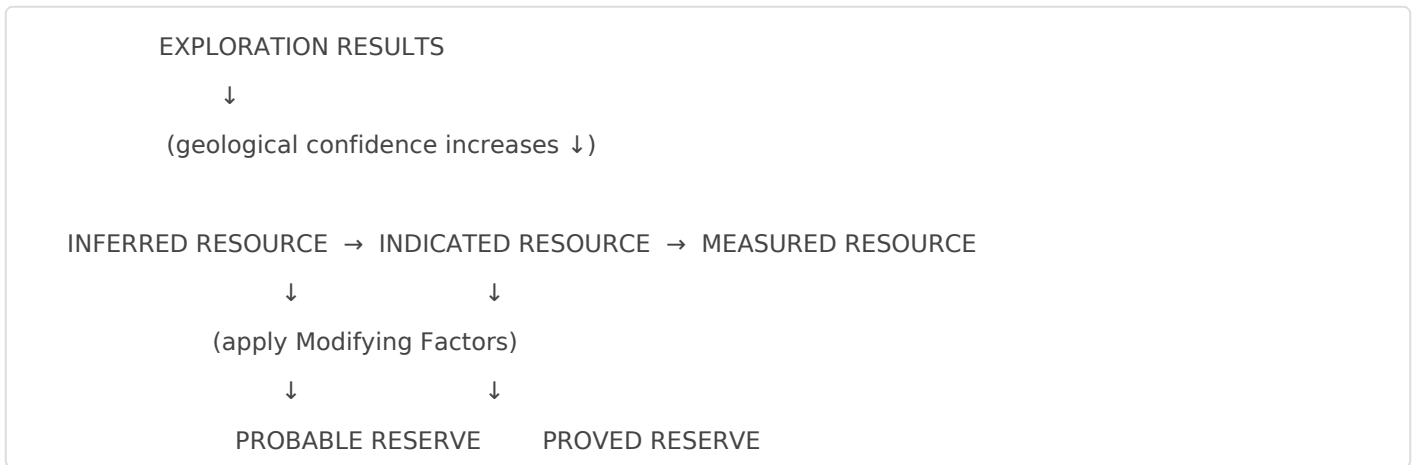 EXPLORATION RESULTS
↓
(geological confidence increases ↓)
INFERRED RESOURCE → INDICATED RESOURCE → MEASURED RESOURCE
↓ ↓
(apply Modifying Factors)
↓ ↓
PROBABLE RESERVE PROVED RESERVE